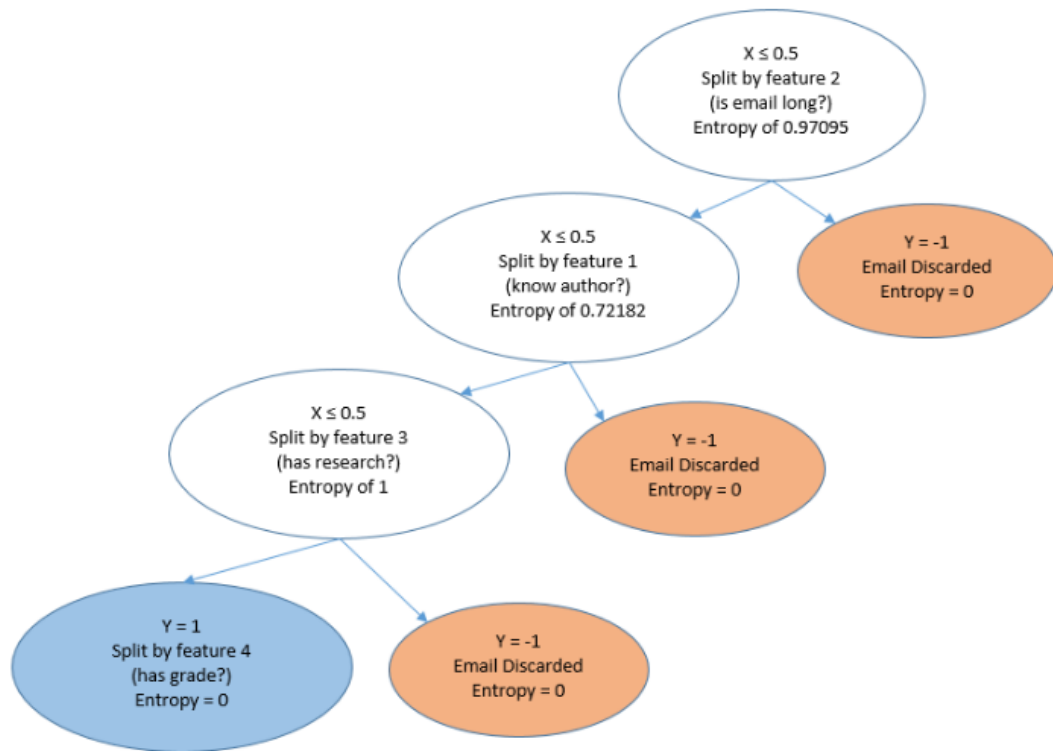 X ≤ 0.5
Split by feature 2
(is email long?)
Entropy of 0.97095
X ≤ 0.5
Split by feature 1
(know author?)
Entropy of 0.72182
Y = -1
Email Discarded
Entropy = 0
X ≤ 0.5
Split by feature 3
(has research?)
Entropy of 1
Y = -1
Email Discarded
Entropy = 0
Y = 1
Split by feature 4
(has grade?)
Entropy = 0
Y = -1
Email Discarded
Entropy = 0